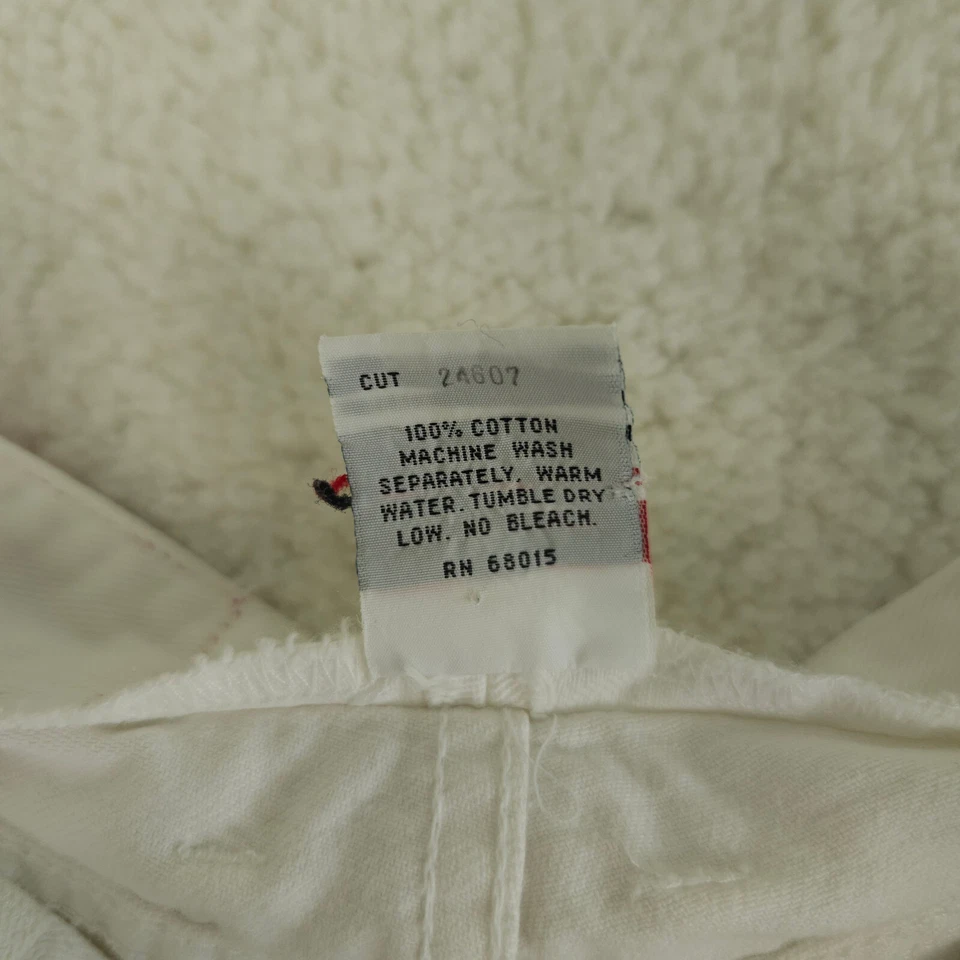 CUT 24607
100% COTTON
MACHINE WASH
SEPARATELY, WARM
WATER. TUMBLE DRY
LOW. NO BLEACH.
RN 68015